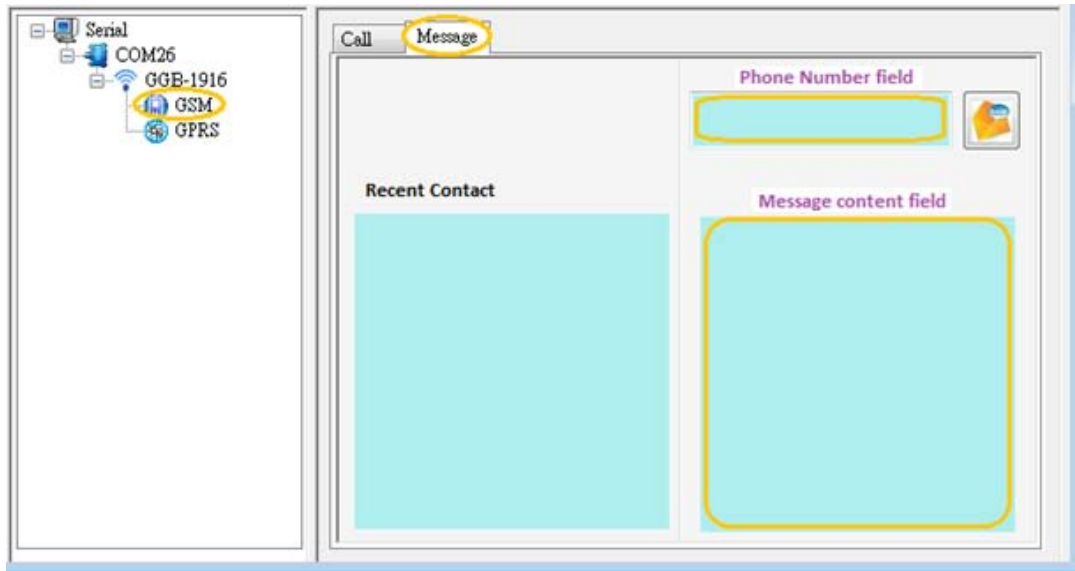 Serial
COM26
GGB-1916
GSM
GPRS
Call
Message
Phone Number field
Recent Contact
Message content field